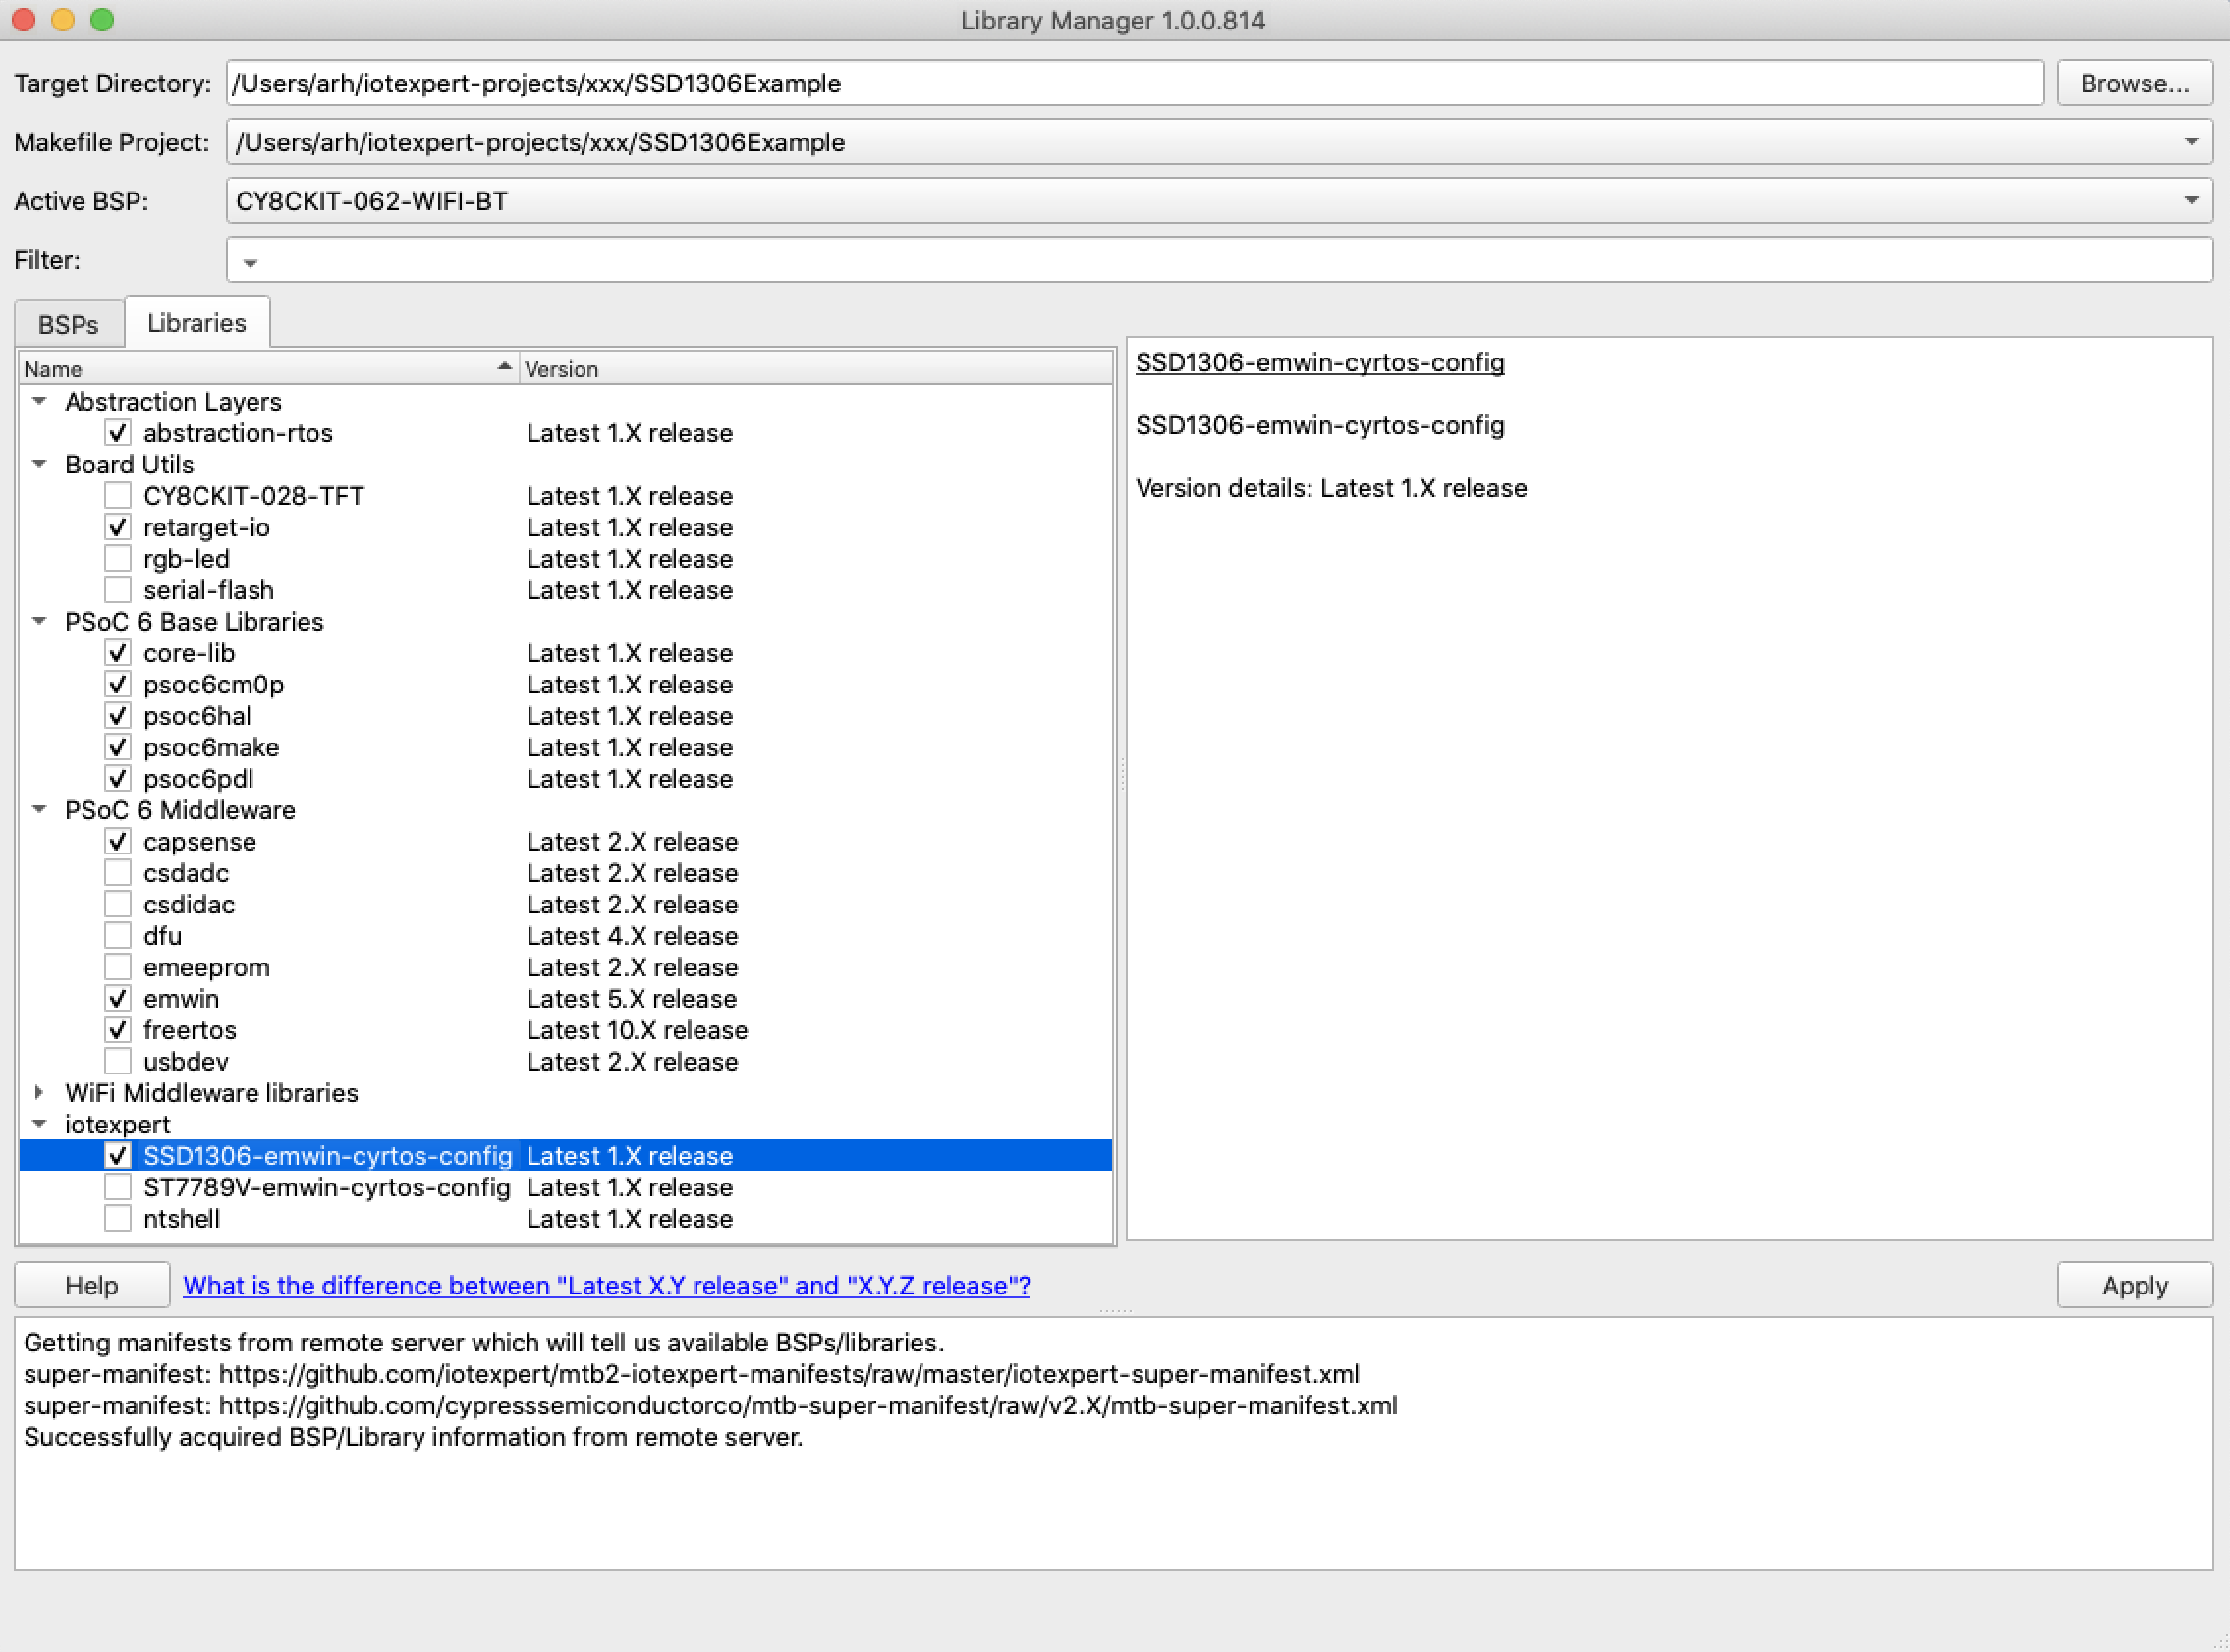 Library Manager 1.0.0.814
Target Directory: /Users/arh/iotexpert-projects/xxx/SSD1306Example Browse...
Makefile Project: /Users/arh/iotexpert-projects/xxx/SSD1306Example
Active BSP: CY8CKIT-062-WIFI-BT
Filter:
BSPs Libraries
Name Version
Abstraction Layers
abstraction-rtos Latest 1.X release
Board Utils
CY8CKIT-028-TFT Latest 1.X release
retarget-io Latest 1.X release
rgb-led Latest 1.X release
serial-flash Latest 1.X release
PSoC 6 Base Libraries
core-lib Latest 1.X release
psoc6cm0p Latest 1.X release
psoc6hal Latest 1.X release
psoc6make Latest 1.X release
psoc6pdl Latest 1.X release
PSoC 6 Middleware
capsense Latest 2.X release
csdadc Latest 2.X release
csdidac Latest 2.X release
dfu Latest 4.X release
emeeprom Latest 2.X release
emwin Latest 5.X release
freertos Latest 10.X release
usbdev Latest 2.X release
WiFi Middleware libraries
iotexpert
SSD1306-emwin-cyrtos-config Latest 1.X release
ST7789V-emwin-cyrtos-config Latest 1.X release
ntshell Latest 1.X release
SSD1306-emwin-cyrtos-config
SSD1306-emwin-cyrtos-config
Version details: Latest 1.X release
Help What is the difference between "Latest X.Y release" and "X.Y.Z release"? Apply
Getting manifests from remote server which will tell us available BSPs/libraries.
super-manifest: https://github.com/iotexpert/mtb2-iotexpert-manifests/raw/master/iotexpert-super-manifest.xml
super-manifest: https://github.com/cypresssemiconductorco/mtb-super-manifest/raw/v2.X/mtb-super-manifest.xml
Successfully acquired BSP/Library information from remote server.